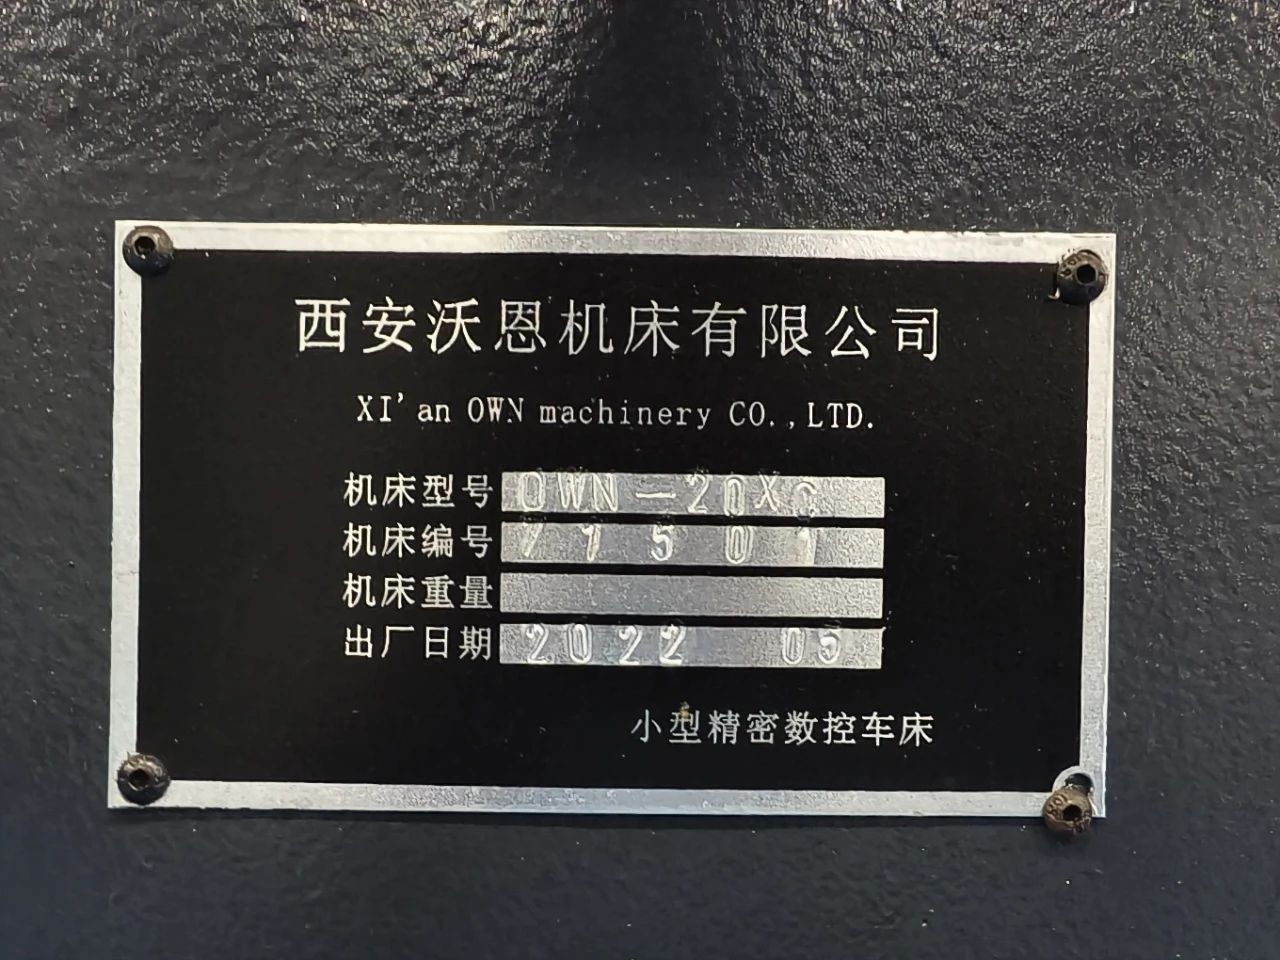 西安沃恩机床有限公司
XI'an OWN machinery CO.,LTD.
机床型号 OWN-20XC
机床编号 71501
机床重量
出厂日期 2022 05
小型精密数控车床